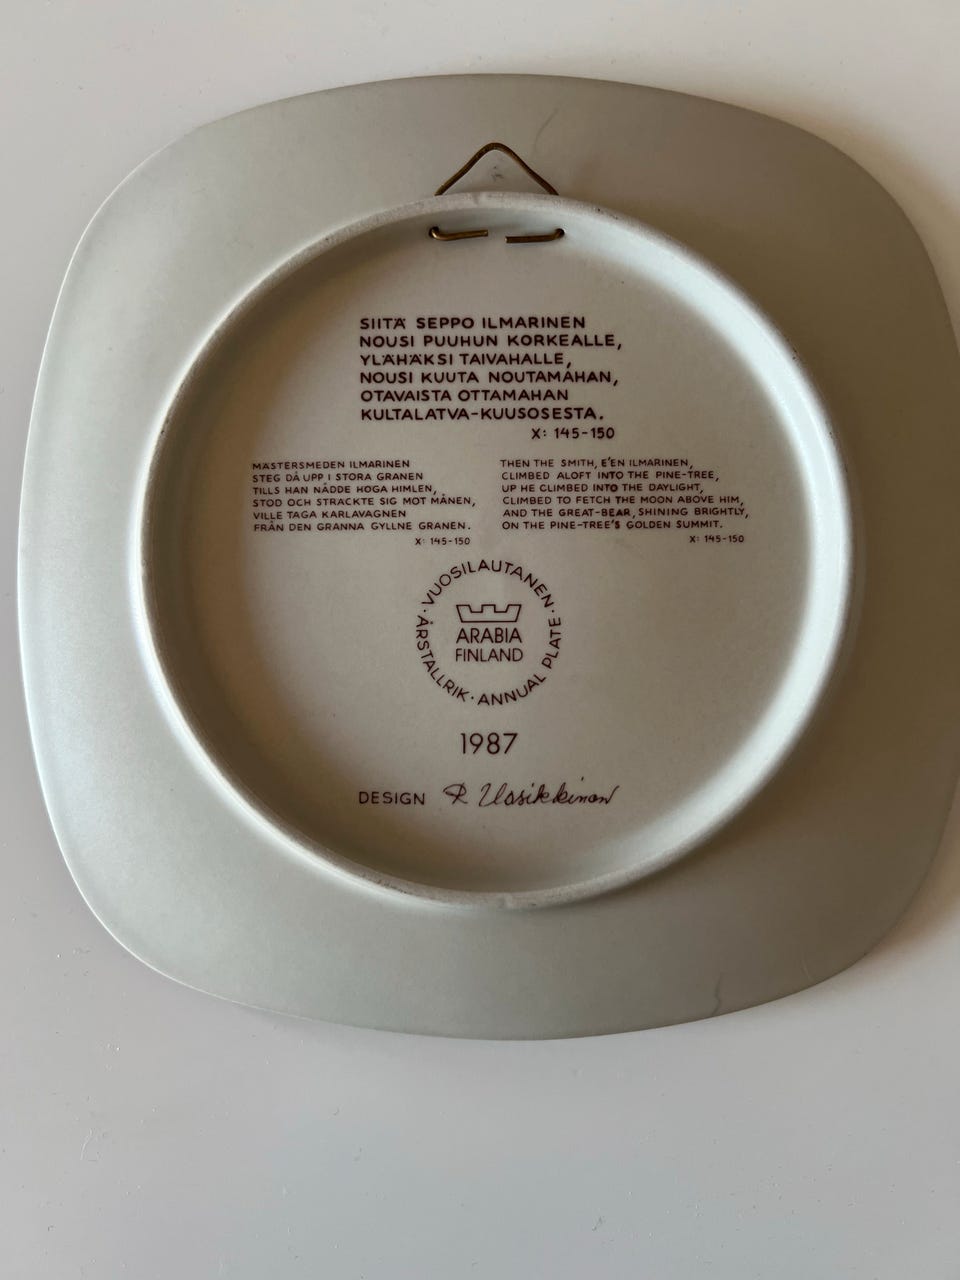 SIITÄ SEPPO ILMARINEN
NOUSI PUUHUN KORKEALLE,
YLÄHÄKSI TAIVAHALLE,
NOUSI KUUTA NOUTAMAHAN,
OTAVAISTA OTTAMAHAN
KULTALATVA-KUUSOSESTA.
X: 145-150
MÄSTERSMEDEN ILMARINEN
STEG DÅ UPP I STORA GRANEN
TILLS HAN NÅDDE HÖGA HIMLEN,
STOD OCH STRÄCKTE SIG MOT MÅNEN,
VILLE TAGA KARLAVAGNEN
FRÅN DEN GRANNA GYLLNE GRANEN.
X: 145-150
THEN THE SMITH, E'EN ILMARINEN,
CLIMBED ALOFT INTO THE PINE-TREE,
UP HE CLIMBED INTO THE DAYLIGHT,
CLIMBED TO FETCH THE MOON ABOVE HIM,
AND THE GREAT-BEAR, SHINING BRIGHTLY,
ON THE PINE-TREE'S GOLDEN SUMMIT.
X: 145-150
· VUOSILAUTANEN · ANNUAL PLATE · ÅRSTALLRIK
ARABIA
FINLAND
1987
DESIGN R Uosikkinen